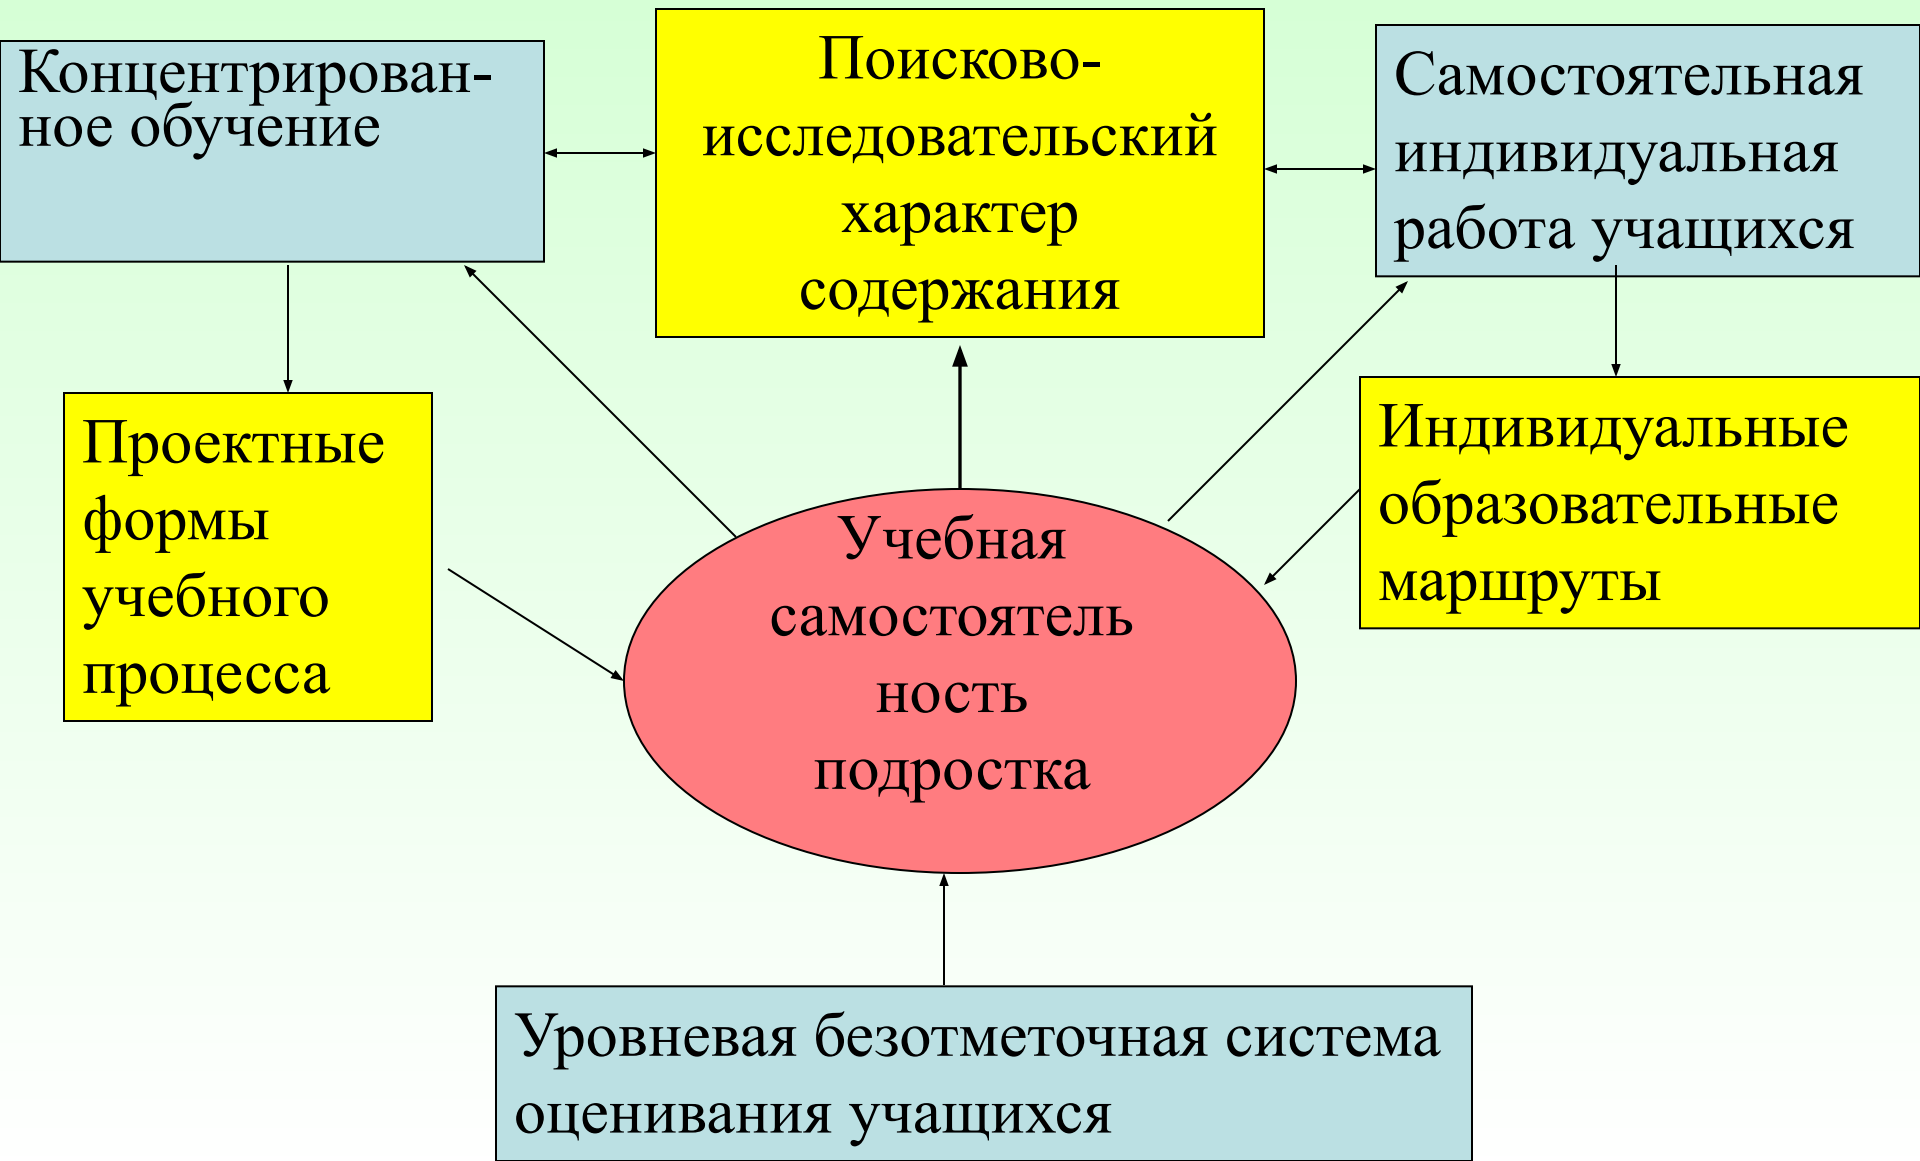 Концентрирован-
ное обучение
Поисково-
исследовательский
характер
содержания
Самостоятельная
индивидуальная
работа учащихся
Проектные
формы
учебного
процесса
Индивидуальные
образовательные
маршруты
Учебная
самостоятель
ность
подростка
Уровневая безотметочная система
оценивания учащихся